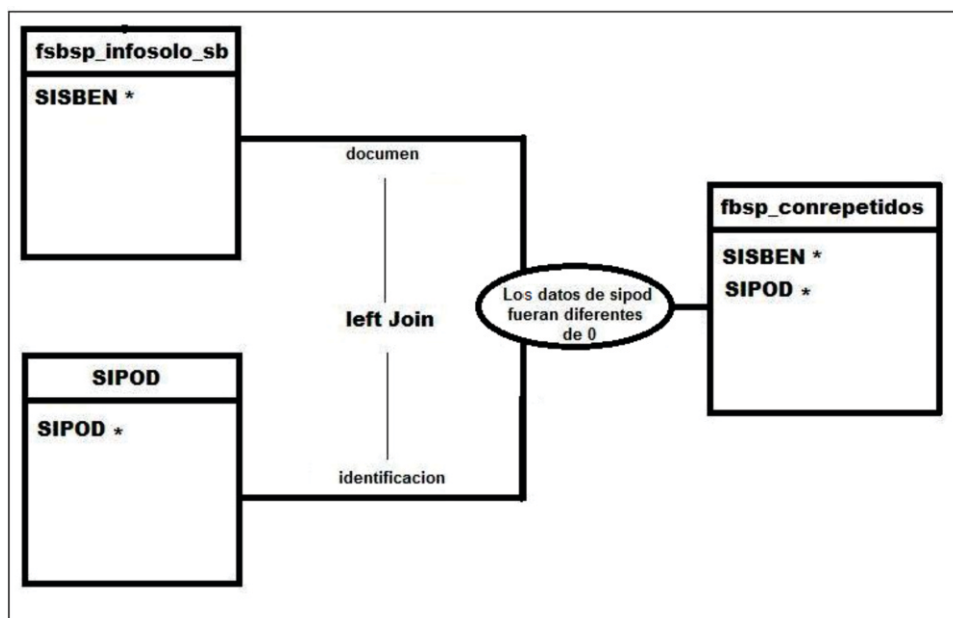 fsbsp_infosolo_sb
SISBEN *
documen
left Join
identificacion
SIPOD
SIPOD *
Los datos de sipod
fueran diferentes
de 0
fbsp_conrepetidos
SISBEN *
SIPOD *